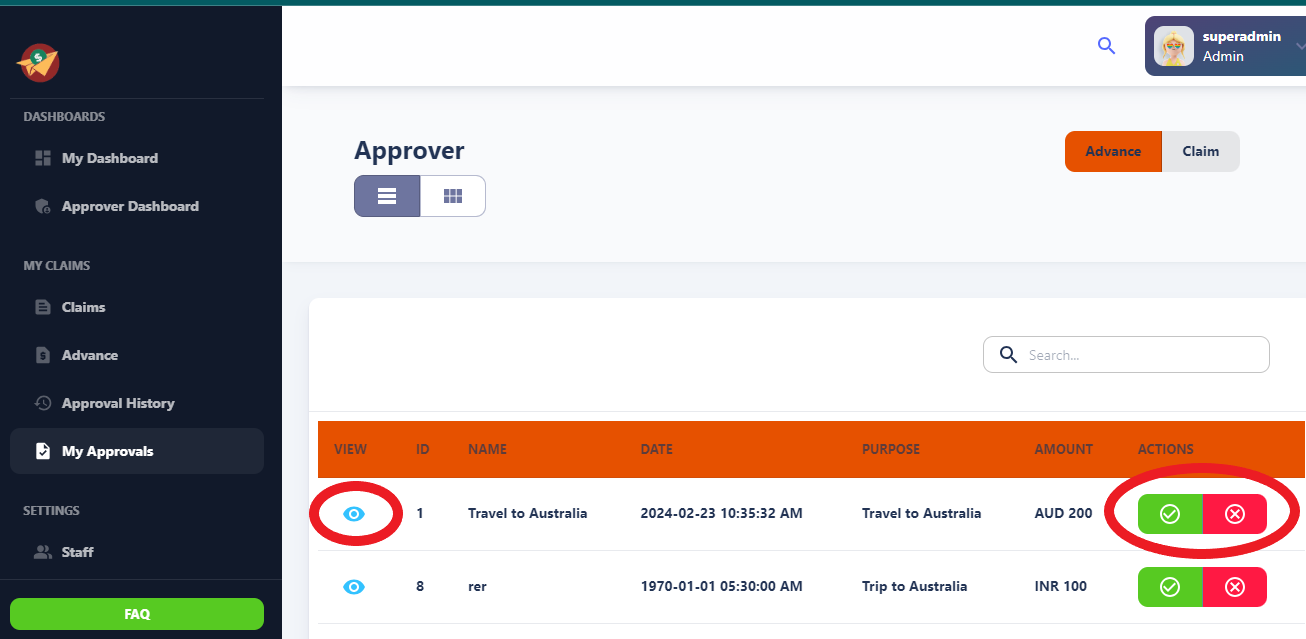 superadmin
Admin
DASHBOARDS
My Dashboard
Approver Dashboard
MY CLAIMS
Claims
Advance
Approval History
My Approvals
SETTINGS
Staff
FAQ
Approver
Advance Claim
Search...
VIEW ID NAME DATE PURPOSE AMOUNT ACTIONS
1 Travel to Australia 2024-02-23 10:35:32 AM Travel to Australia AUD 200
8 rer 1970-01-01 05:30:00 AM Trip to Australia INR 100